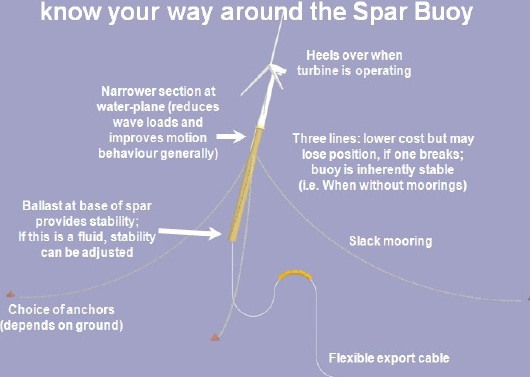 know your way around the Spar Buoy
Heels over when
turbine is operating
Narrower section at
water-plane (reduces
wave loads and
improves motion
behaviour generally)
Three lines: lower cost but may
lose position, if one breaks;
buoy is inherently stable
(i.e. When without moorings)
Ballast at base of spar
provides stability;
If this is a fluid, stability
can be adjusted
Slack mooring
Choice of anchors
(depends on ground)
Flexible export cable